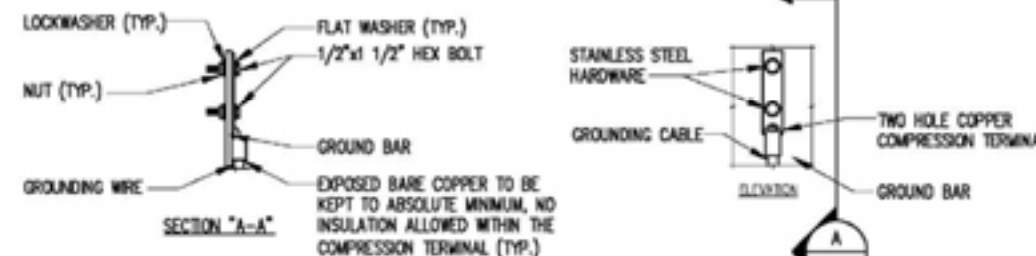 LOCKWASHER (TYP.)
FLAT WASHER (TYP.)
1/2"x1 1/2" HEX BOLT
NUT (TYP.)
GROUND BAR
GROUNDING WIRE
EXPOSED BARE COPPER TO BE
KEPT TO ABSOLUTE MINIMUM, NO
INSULATION ALLOWED WITHIN THE
COMPRESSION TERMINAL (TYP.)
SECTION "A-A"
STAINLESS STEEL
HARDWARE
GROUNDING CABLE
TWO HOLE COPPER
COMPRESSION TERMINA
ELEVATION
GROUND BAR
A